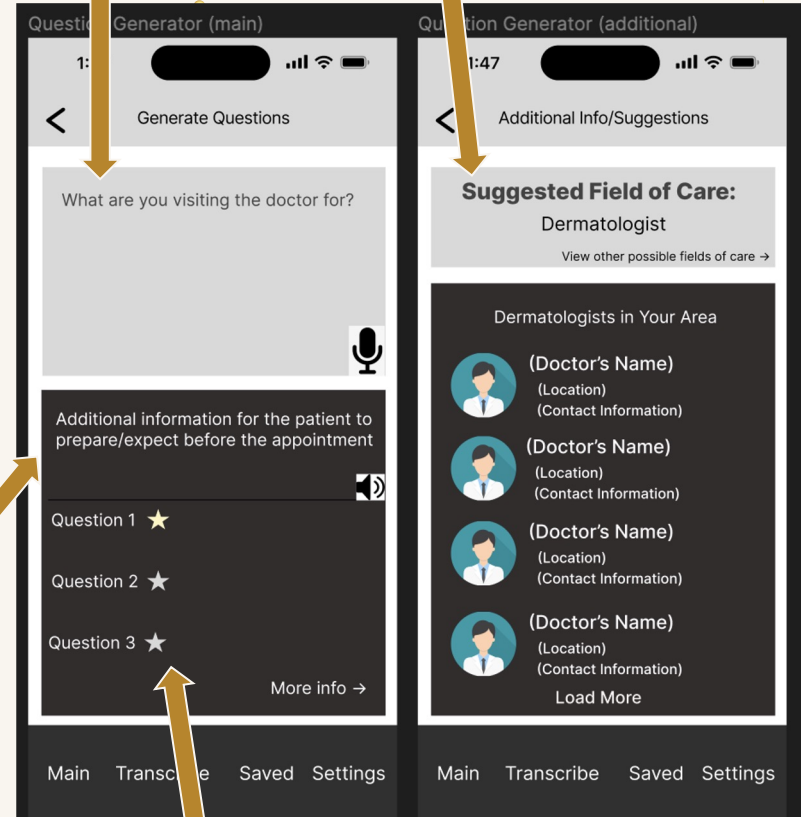 Question Generator (main)
Generate Questions
What are you visiting the doctor for?
Additional information for the patient to
prepare/expect before the appointment
Question 1
Question 2
Question 3
More info →
Main Transcribe Saved Settings
Question Generator (additional)
1:47
Additional Info/Suggestions
Suggested Field of Care:
Dermatologist
View other possible fields of care →
Dermatologists in Your Area
(Doctor's Name)
(Location)
(Contact Information)
(Doctor's Name)
(Location)
(Contact Information)
(Doctor's Name)
(Location)
(Contact Information)
(Doctor's Name)
(Location)
(Contact Information)
Load More
Main Transcribe Saved Settings